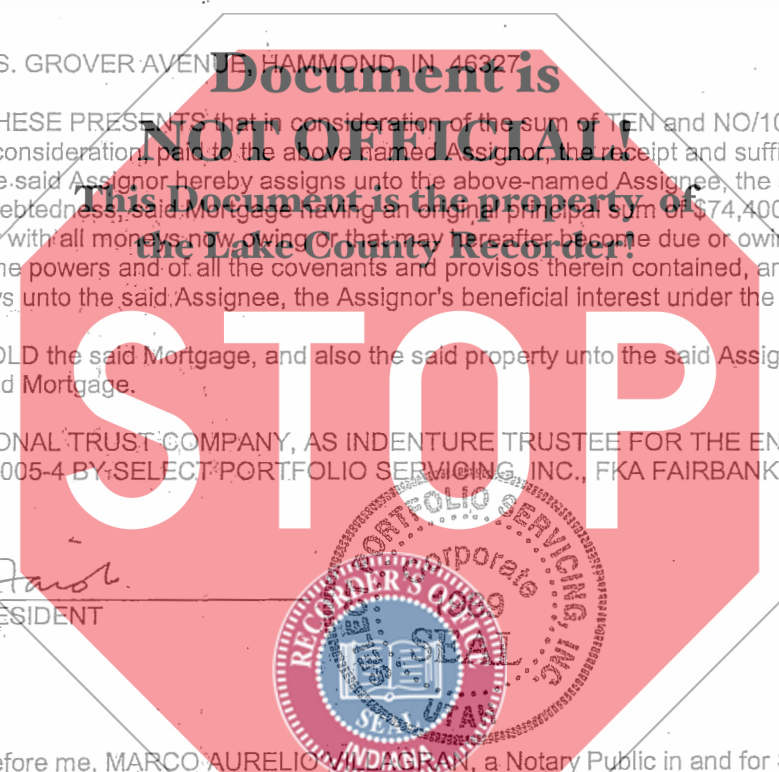 S. GROVER AVENUE, HAMMOND, IN 46327
Document is
HESE PRESENTS that in consideration of the sum of TEN and NO/10
NOT OFFICIAL!
consideration, paid to the above named Assignor, the receipt and suffi
e said Assignor hereby assigns unto the above-named Assignee, the
This Document is the property of
ebtedness, said Mortgage having an original principal sum of $74,400
with all moneys now owing or that may hereafter become due or owin
the Lake County Recorder!
ne powers and of all the covenants and provisos therein contained, an
s unto the said Assignee, the Assignor's beneficial interest under the
STOP
OLD the said Mortgage, and also the said property unto the said Assig
d Mortgage.
ONAL TRUST COMPANY, AS INDENTURE TRUSTEE FOR THE EN
005-4 BY SELECT PORTFOLIO SERVICING, INC., FKA FAIRBANK
PORTFOLIO SERVICING, INC.
Corporate
SEAL
UTAH
ESIDENT
RECORDER'S OFFIC
SEAL
INDIANA
efore me, MARCO AURELIO VILLAGRAN, a Notary Public in and for